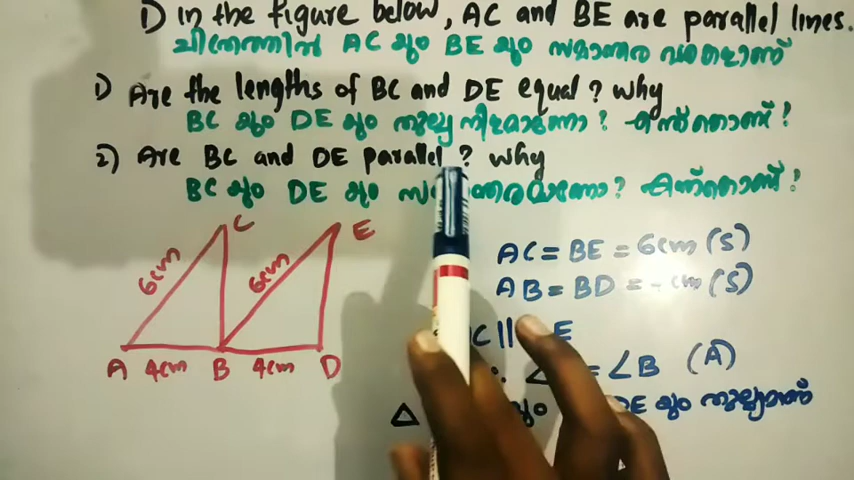 1) In the figure below, AC and BE are parallel lines.
ചിത്രത്തിൽ AC യും BE യും സമാന്തര വരകളാണ്
1) Are the lengths of BC and DE equal? Why
BC യും DE യും തുല്യ നീളമാണോ? എന്ത്കൊണ്ട്?
2) Are BC and DE parallel? Why
BC യും DE യും എന്ത്കൊണ്ട്?
C E
6cm 6cm
A 4cm B 4cm D
AC = BE = 6cm (S)
AB = BD = cm (S)
C || E
∠ = ∠B (A)
Δ യും DE യും തുല്യമാണ്